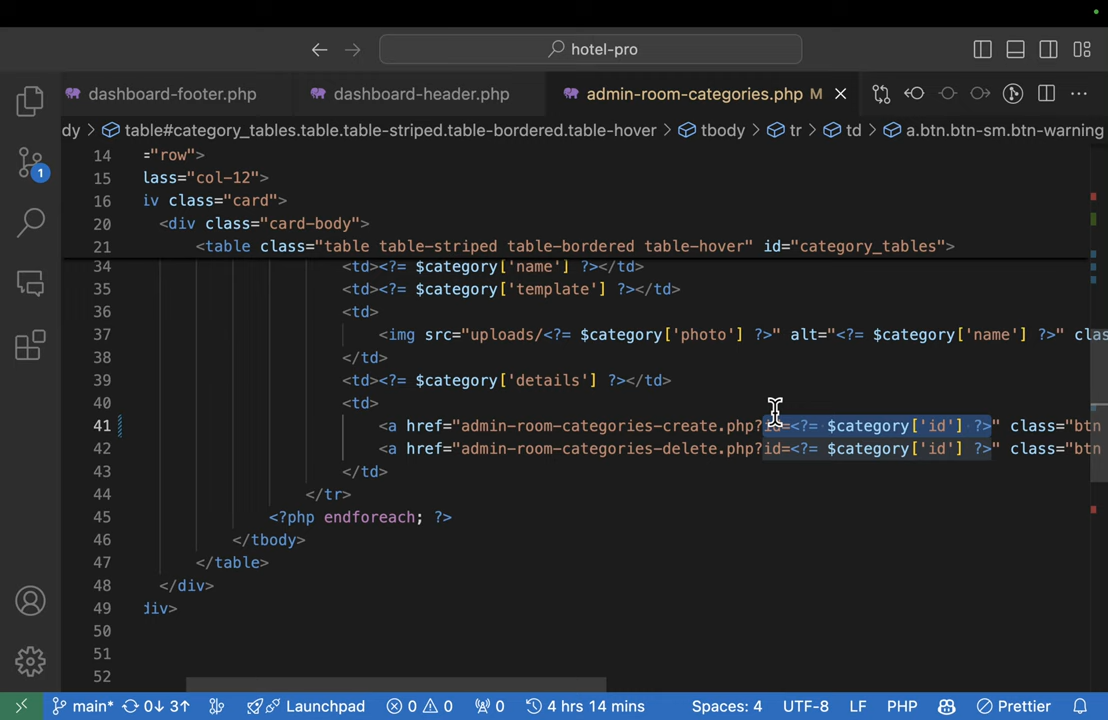 hotel-pro
dashboard-footer.php dashboard-header.php admin-room-categories.php M
dy > table#category_tables.table.table-striped.table-bordered.table-hover > tbody > tr > td > a.btn.btn-sm.btn-warning
14 ="row">
15 lass="col-12">
16 iv class="card">
20 <div class="card-body">
21 <table class="table table-striped table-bordered table-hover" id="category_tables">
34 <td><?= $category['name'] ?></td>
35 <td><?= $category['template'] ?></td>
36 <td>
37 <img src="uploads/<?= $category['photo'] ?>" alt="<?= $category['name'] ?>" clas
38 </td>
39 <td><?= $category['details'] ?></td>
40 <td>
41 <a href="admin-room-categories-create.php?id=<?= $category['id'] ?>" class="btn
42 <a href="admin-room-categories-delete.php?id=<?= $category['id'] ?>" class="btn
43 </td>
44 </tr>
45 <?php endforeach; ?>
46 </tbody>
47 </table>
48 </div>
49 div>
50
51
52
1
main* 0↓ 3↑ Launchpad 0 0 0 4 hrs 14 mins Spaces: 4 UTF-8 LF PHP Prettier